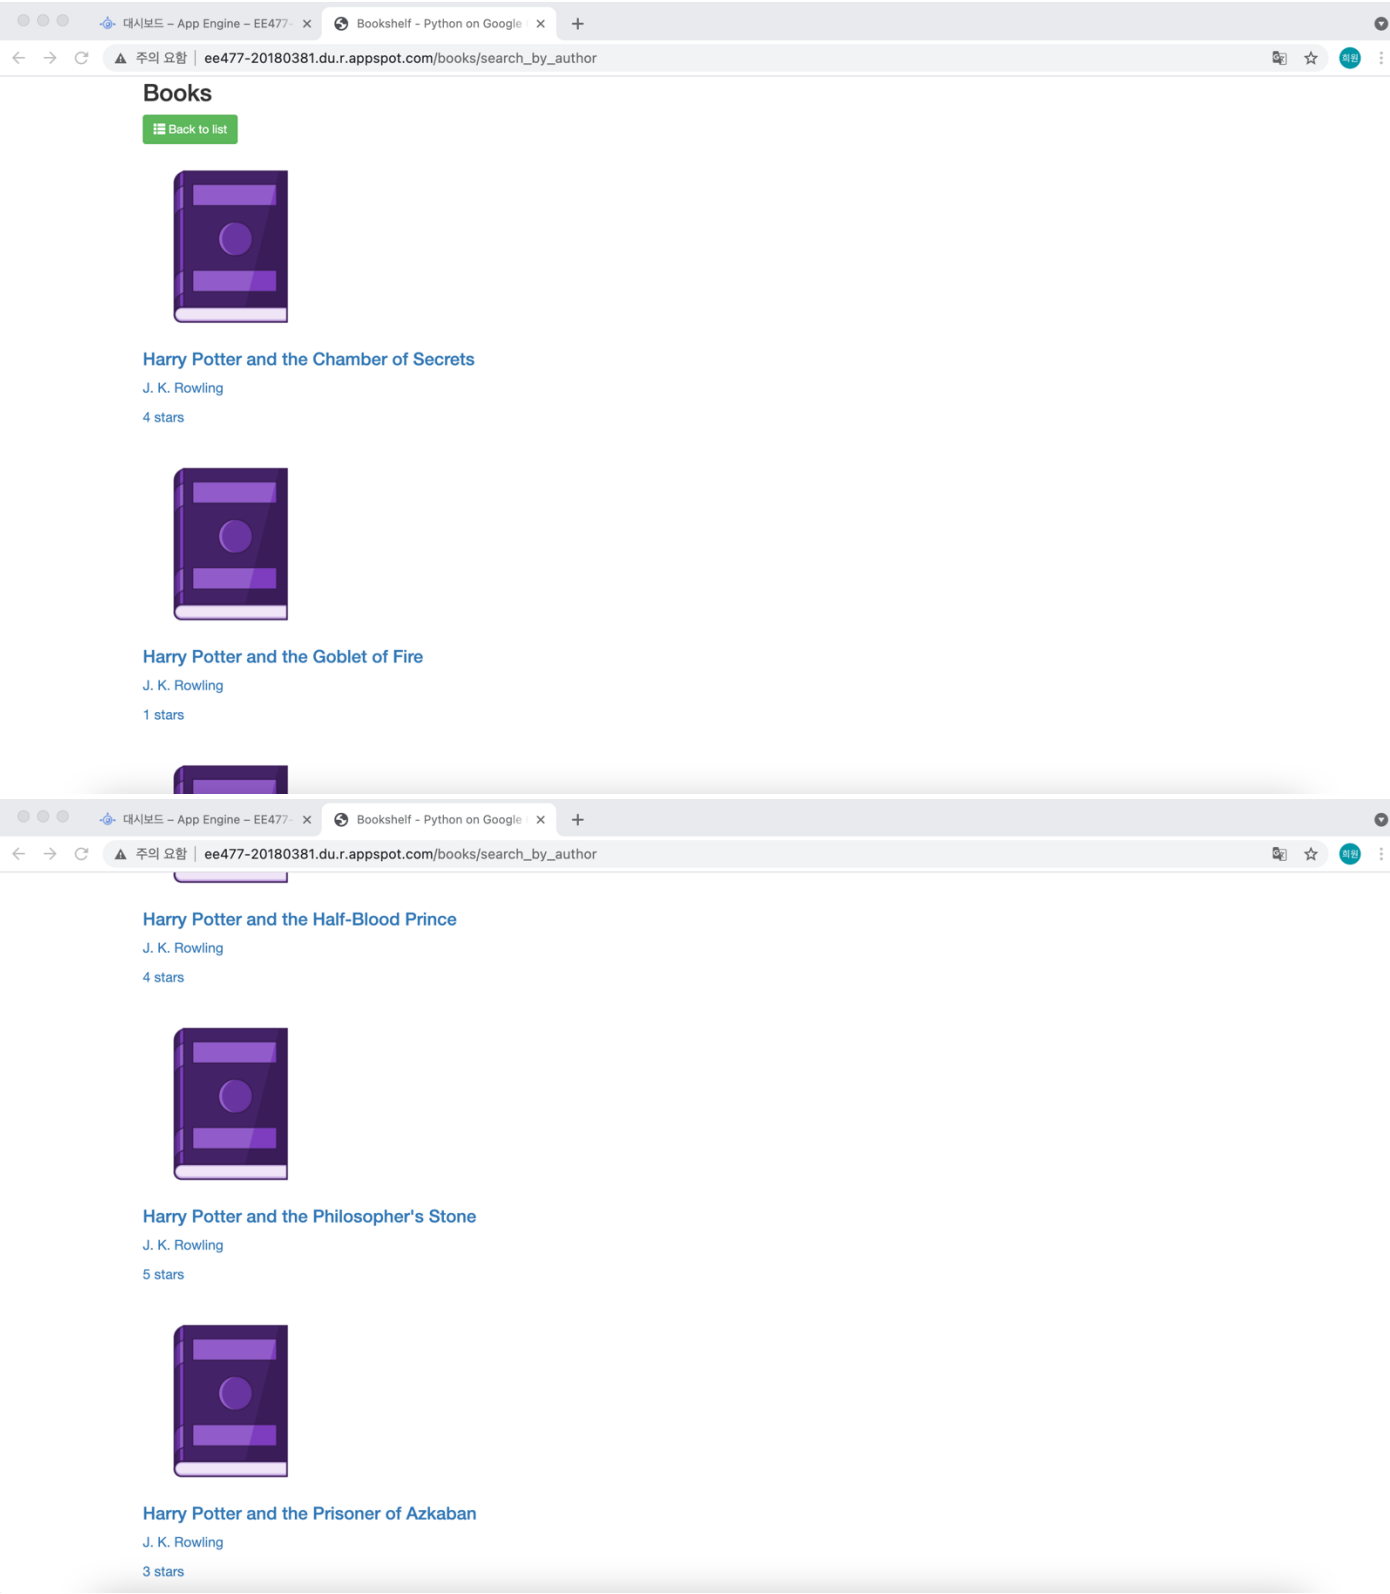 대시보드 – App Engine – EE477-
Bookshelf - Python on Google
주의 요함 | ee477-20180381.du.r.appspot.com/books/search_by_author
희원
Books
Back to list
Harry Potter and the Chamber of Secrets
J. K. Rowling
4 stars
Harry Potter and the Goblet of Fire
J. K. Rowling
1 stars
대시보드 – App Engine – EE477-
Bookshelf - Python on Google
주의 요함 | ee477-20180381.du.r.appspot.com/books/search_by_author
희원
Harry Potter and the Half-Blood Prince
J. K. Rowling
4 stars
Harry Potter and the Philosopher's Stone
J. K. Rowling
5 stars
Harry Potter and the Prisoner of Azkaban
J. K. Rowling
3 stars